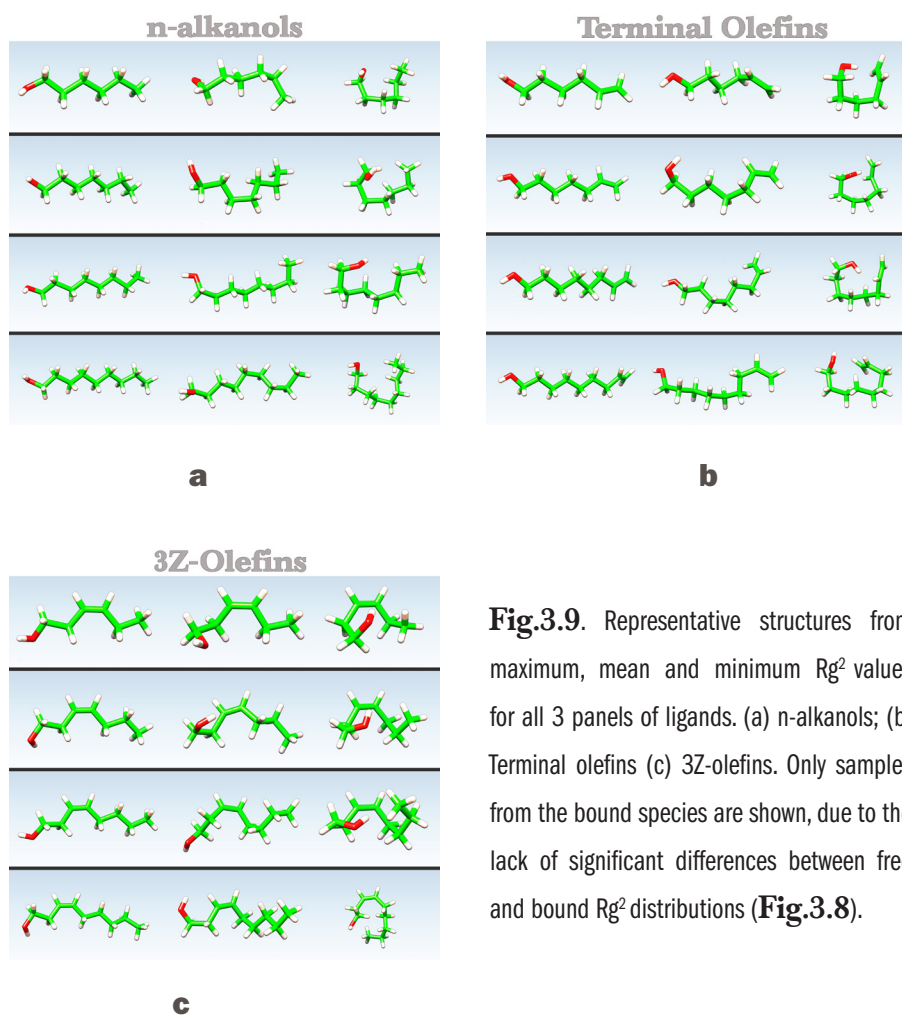 n-alkanols
Terminal Olefins
a
b
3Z-Olefins
Fig.3.9. Representative structures from
maximum, mean and minimum Rg² value
for all 3 panels of ligands. (a) n-alkanols; (b
Terminal olefins (c) 3Z-olefins. Only sample
from the bound species are shown, due to the
lack of significant differences between fre
and bound Rg² distributions (Fig.3.8).
c